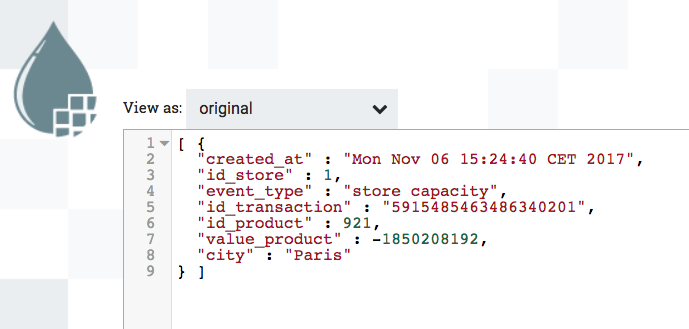 View as: original
1 [ {
2 "created_at" : "Mon Nov 06 15:24:40 CET 2017",
3 "id_store" : 1,
4 "event_type" : "store capacity",
5 "id_transaction" : "5915485463486340201",
6 "id_product" : 921,
7 "value_product" : -1850208192,
8 "city" : "Paris"
9 } ]